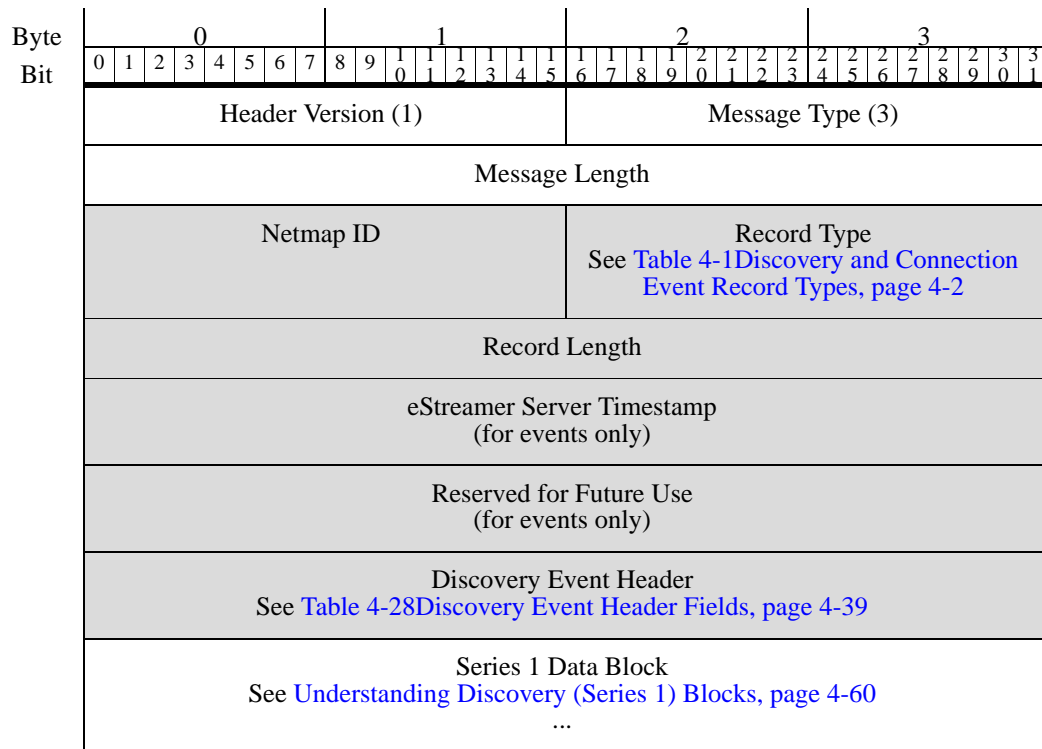 Byte 0 1 2 3
Bit 0 1 2 3 4 5 6 7 8 9 10 11 12 13 14 15 16 17 18 19 20 21 22 23 24 25 26 27 28 29 30 31
Header Version (1) Message Type (3)
Message Length
Netmap ID Record Type
See Table 4-1Discovery and Connection
Event Record Types, page 4-2
Record Length
eStreamer Server Timestamp
(for events only)
Reserved for Future Use
(for events only)
Discovery Event Header
See Table 4-28Discovery Event Header Fields, page 4-39
Series 1 Data Block
See Understanding Discovery (Series 1) Blocks, page 4-60
...